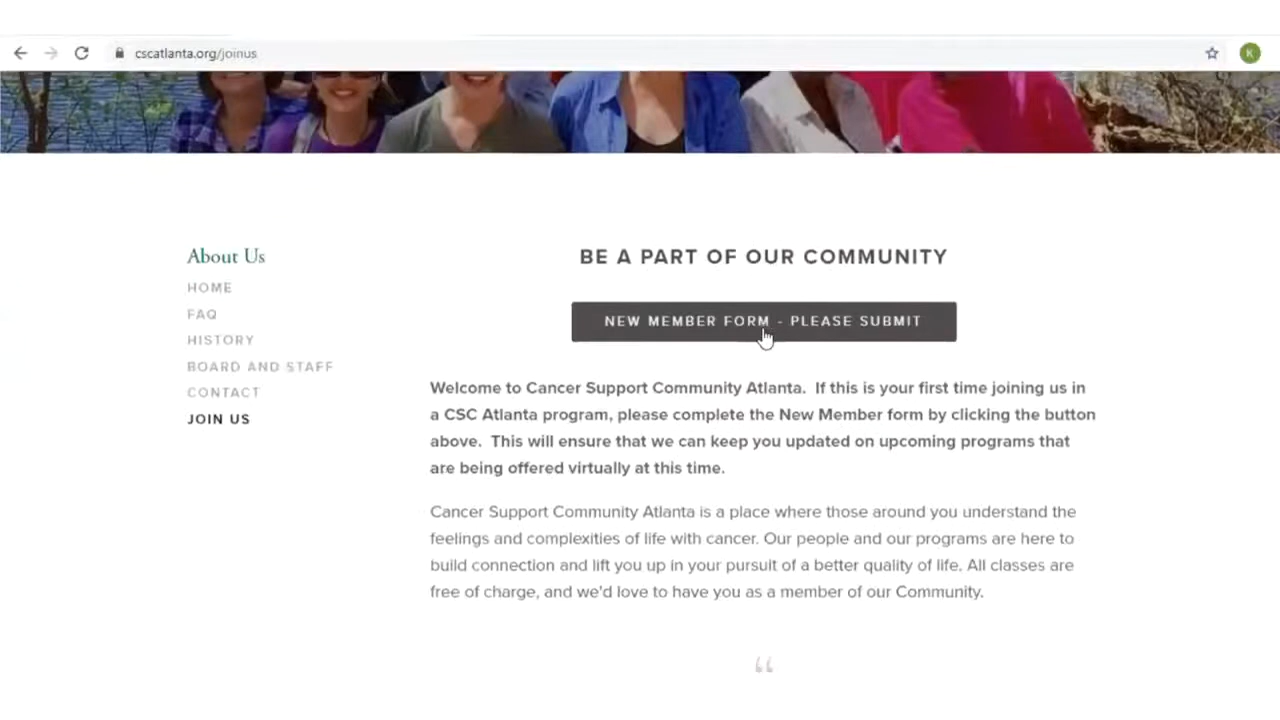 cscatlanta.org/joinus
K
About Us
HOME
FAQ
HISTORY
BOARD AND STAFF
CONTACT
JOIN US
BE A PART OF OUR COMMUNITY
NEW MEMBER FORM - PLEASE SUBMIT
Welcome to Cancer Support Community Atlanta. If this is your first time joining us in
a CSC Atlanta program, please complete the New Member form by clicking the button
above. This will ensure that we can keep you updated on upcoming programs that
are being offered virtually at this time.
Cancer Support Community Atlanta is a place where those around you understand the
feelings and complexities of life with cancer. Our people and our programs are here to
build connection and lift you up in your pursuit of a better quality of life. All classes are
free of charge, and we'd love to have you as a member of our Community.
“